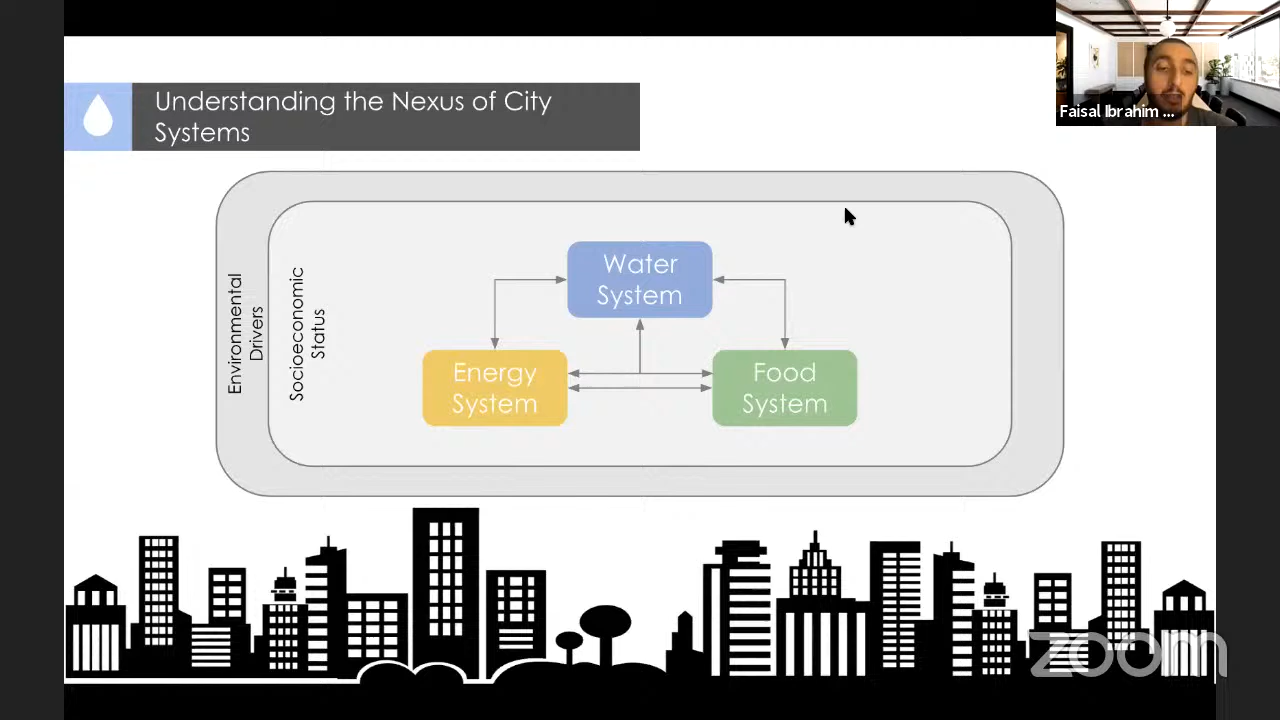 Understanding the Nexus of City
Systems
Faisal Ibrahim ...
Environmental
Drivers
Socioeconomic
Status
Water
System
Energy
System
Food
System
zoom